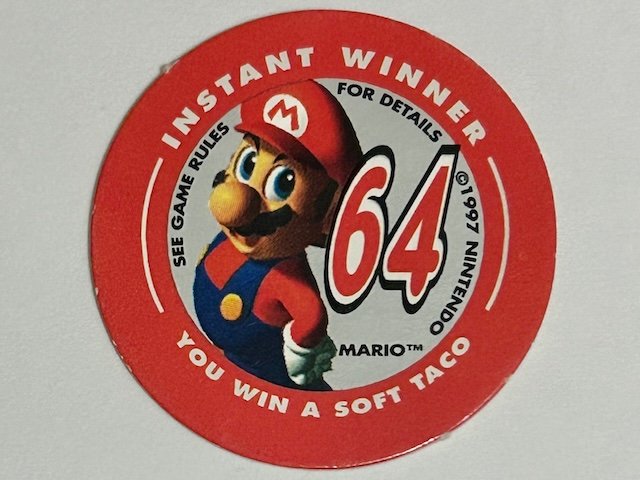 INSTANT WINNER
SEE GAME RULES
FOR DETAILS
M
64
©1997 NINTENDO
MARIO™
YOU WIN A SOFT TACO